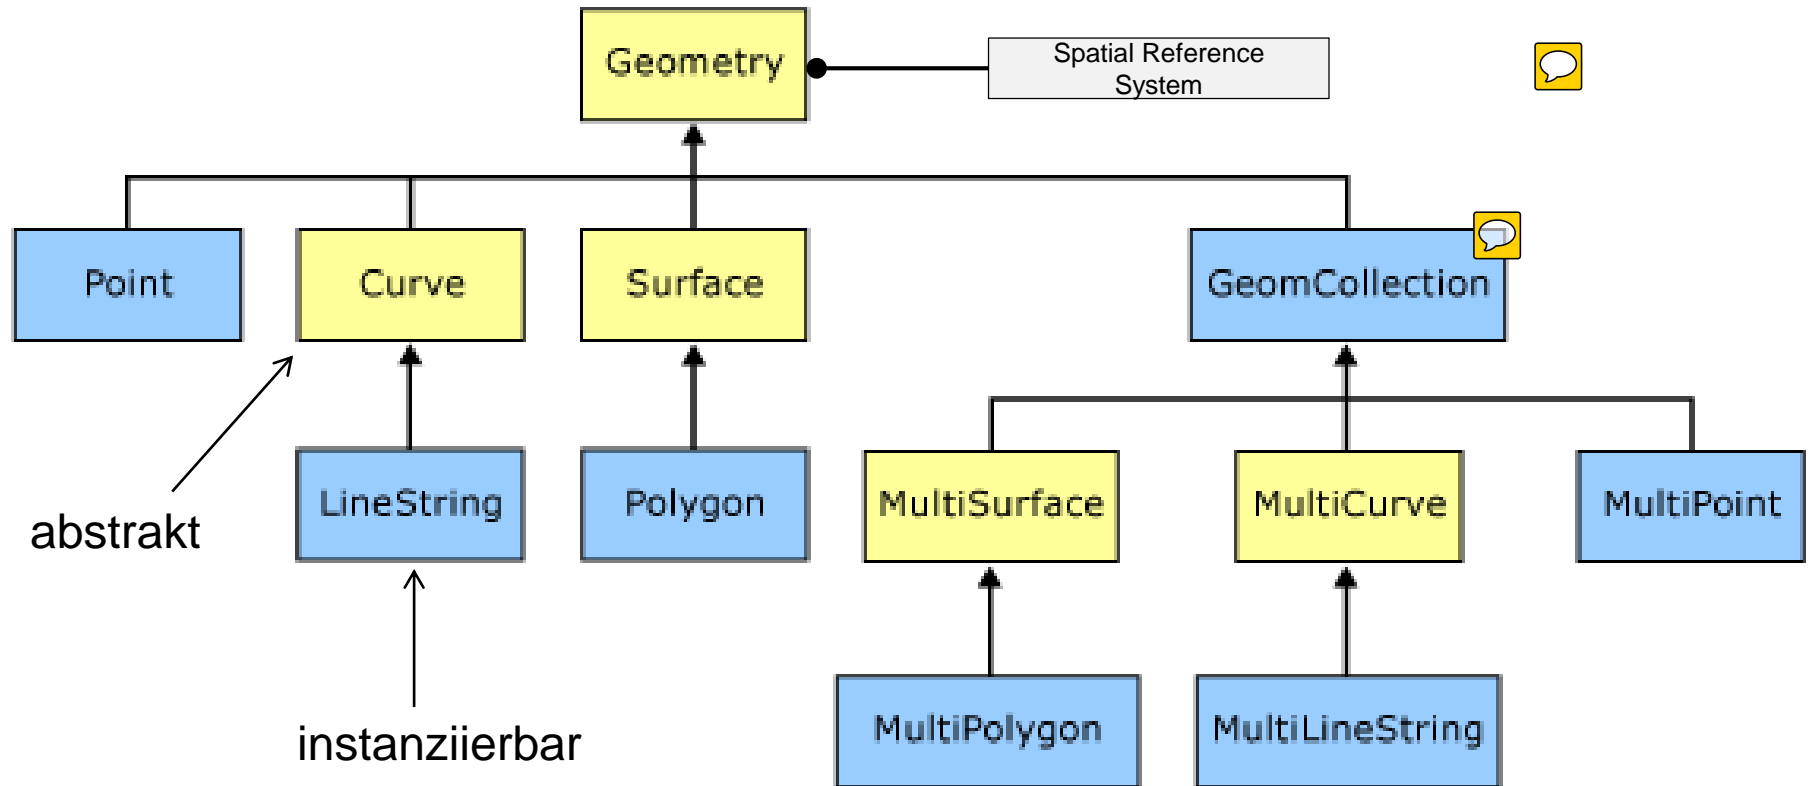 Geometry
Spatial Reference
System
Point
Curve
Surface
GeomCollection
abstrakt
LineString
Polygon
MultiSurface
MultiCurve
MultiPoint
instanziierbar
MultiPolygon
MultiLineString